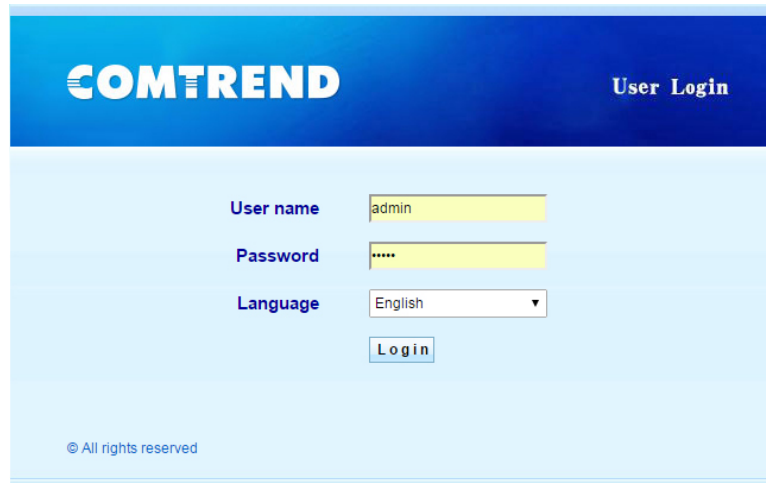 COMTREND
User Login
User name admin
Password •••••
Language English
Login
© All rights reserved